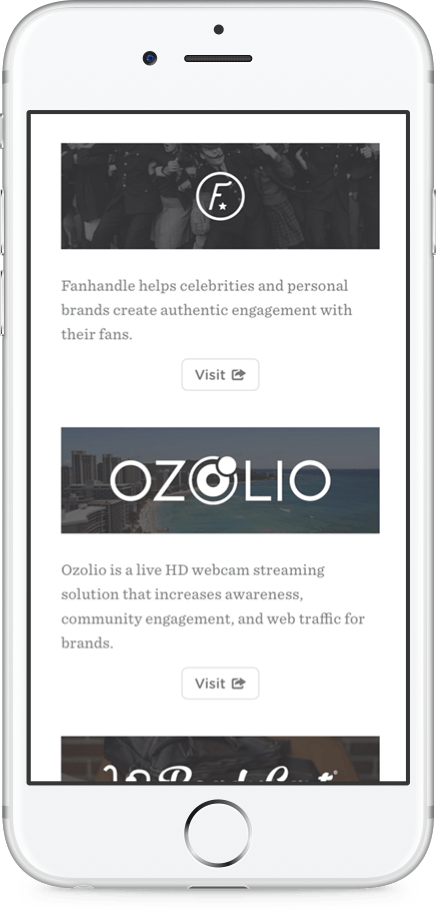 F
Fanhandle helps celebrities and personal
brands create authentic engagement with
their fans.
Visit
OZOLIO
Ozolio is a live HD webcam streaming
solution that increases awareness,
community engagement, and web traffic for
brands.
Visit